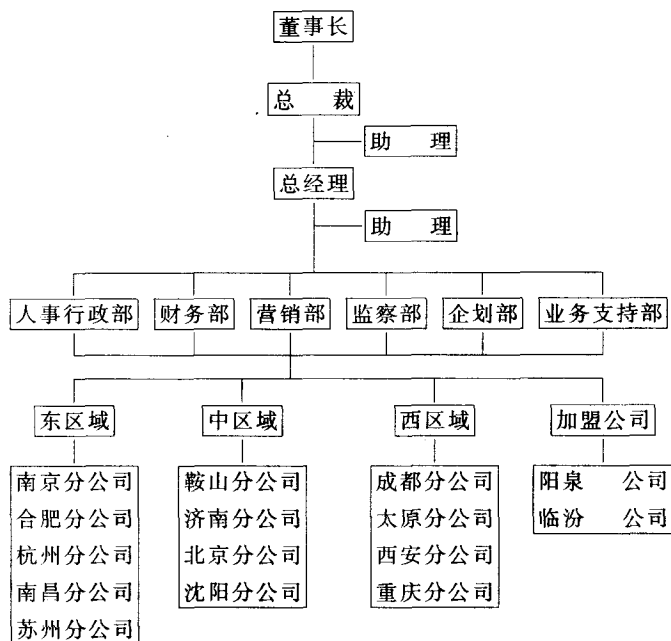 董事长
总 裁
助 理
总经理
助 理
人事行政部 财务部 营销部 监察部 企划部 业务支持部
东区域 中区域 西区域 加盟公司
南京分公司 鞍山分公司 成都分公司 阳泉 公司
合肥分公司 济南分公司 太原分公司 临汾 公司
杭州分公司 北京分公司 西安分公司
南昌分公司 沈阳分公司 重庆分公司
苏州分公司